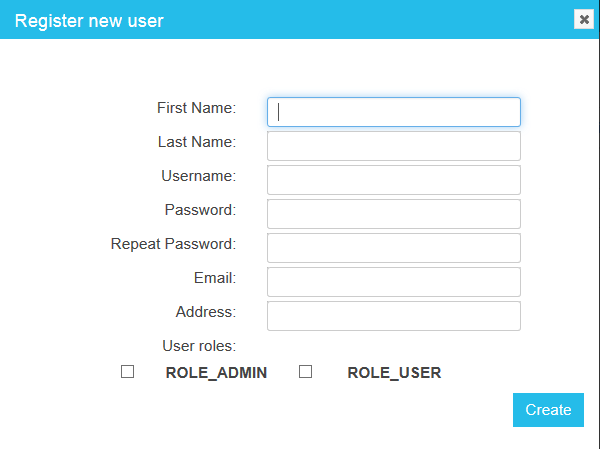 Register new user
First Name:
Last Name:
Username:
Password:
Repeat Password:
Email:
Address:
User roles:
ROLE_ADMIN ROLE_USER
Create